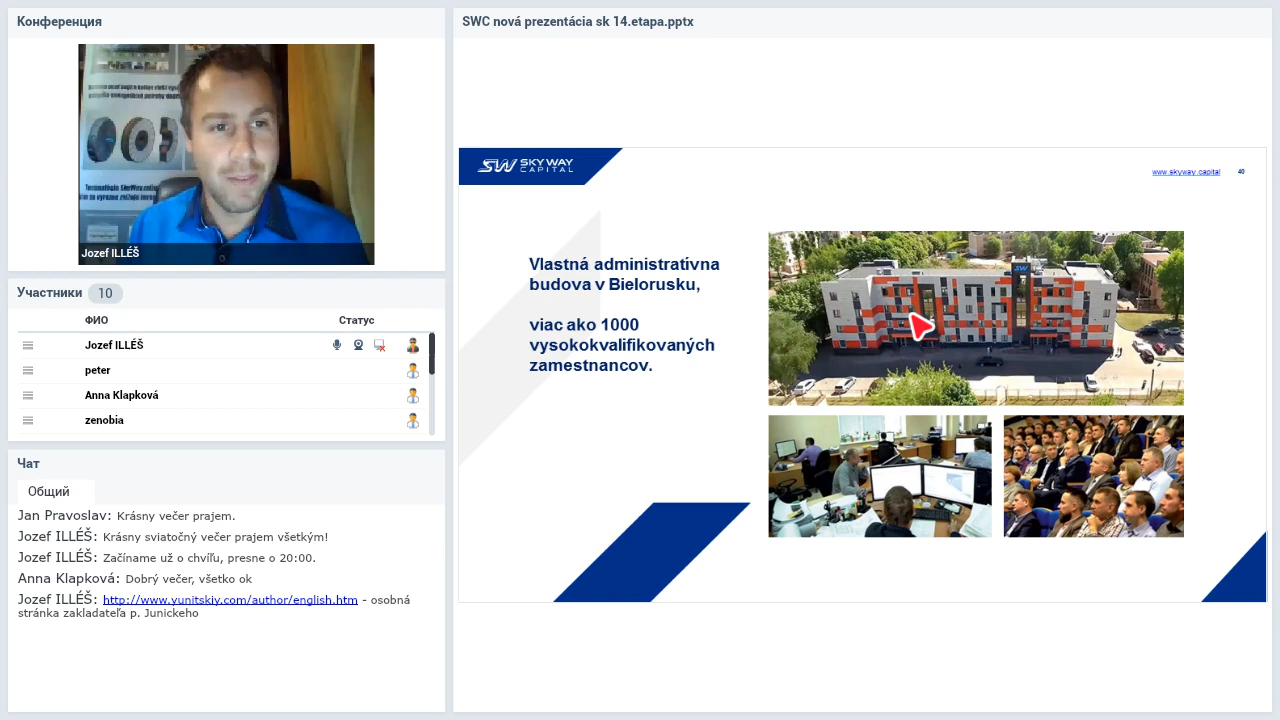 Конференция
Jozef ILLÉŠ
Участники 10
ФИО Статус
Jozef ILLÉŠ
peter
Anna Klapková
zenobia
Чат
Общий
Jan Pravoslav: Krásny večer prajem.
Jozef ILLÉŠ: Krásny sviatočný večer prajem všetkým!
Jozef ILLÉŠ: Začíname už o chvíľu, presne o 20:00.
Anna Klapková: Dobrý večer, všetko ok
Jozef ILLÉŠ: http://www.yunitskiy.com/author/english.htm - osobná
stránka zakladateľa p. Junickeho
SWC nová prezentácia sk 14.etapa.pptx
SW SKY WAY
CAPITAL
www.skyway.capital 40
Vlastná administratívna
budova v Bielorusku,
viac ako 1000
vysokokvalifikovaných
zamestnancov.
SW